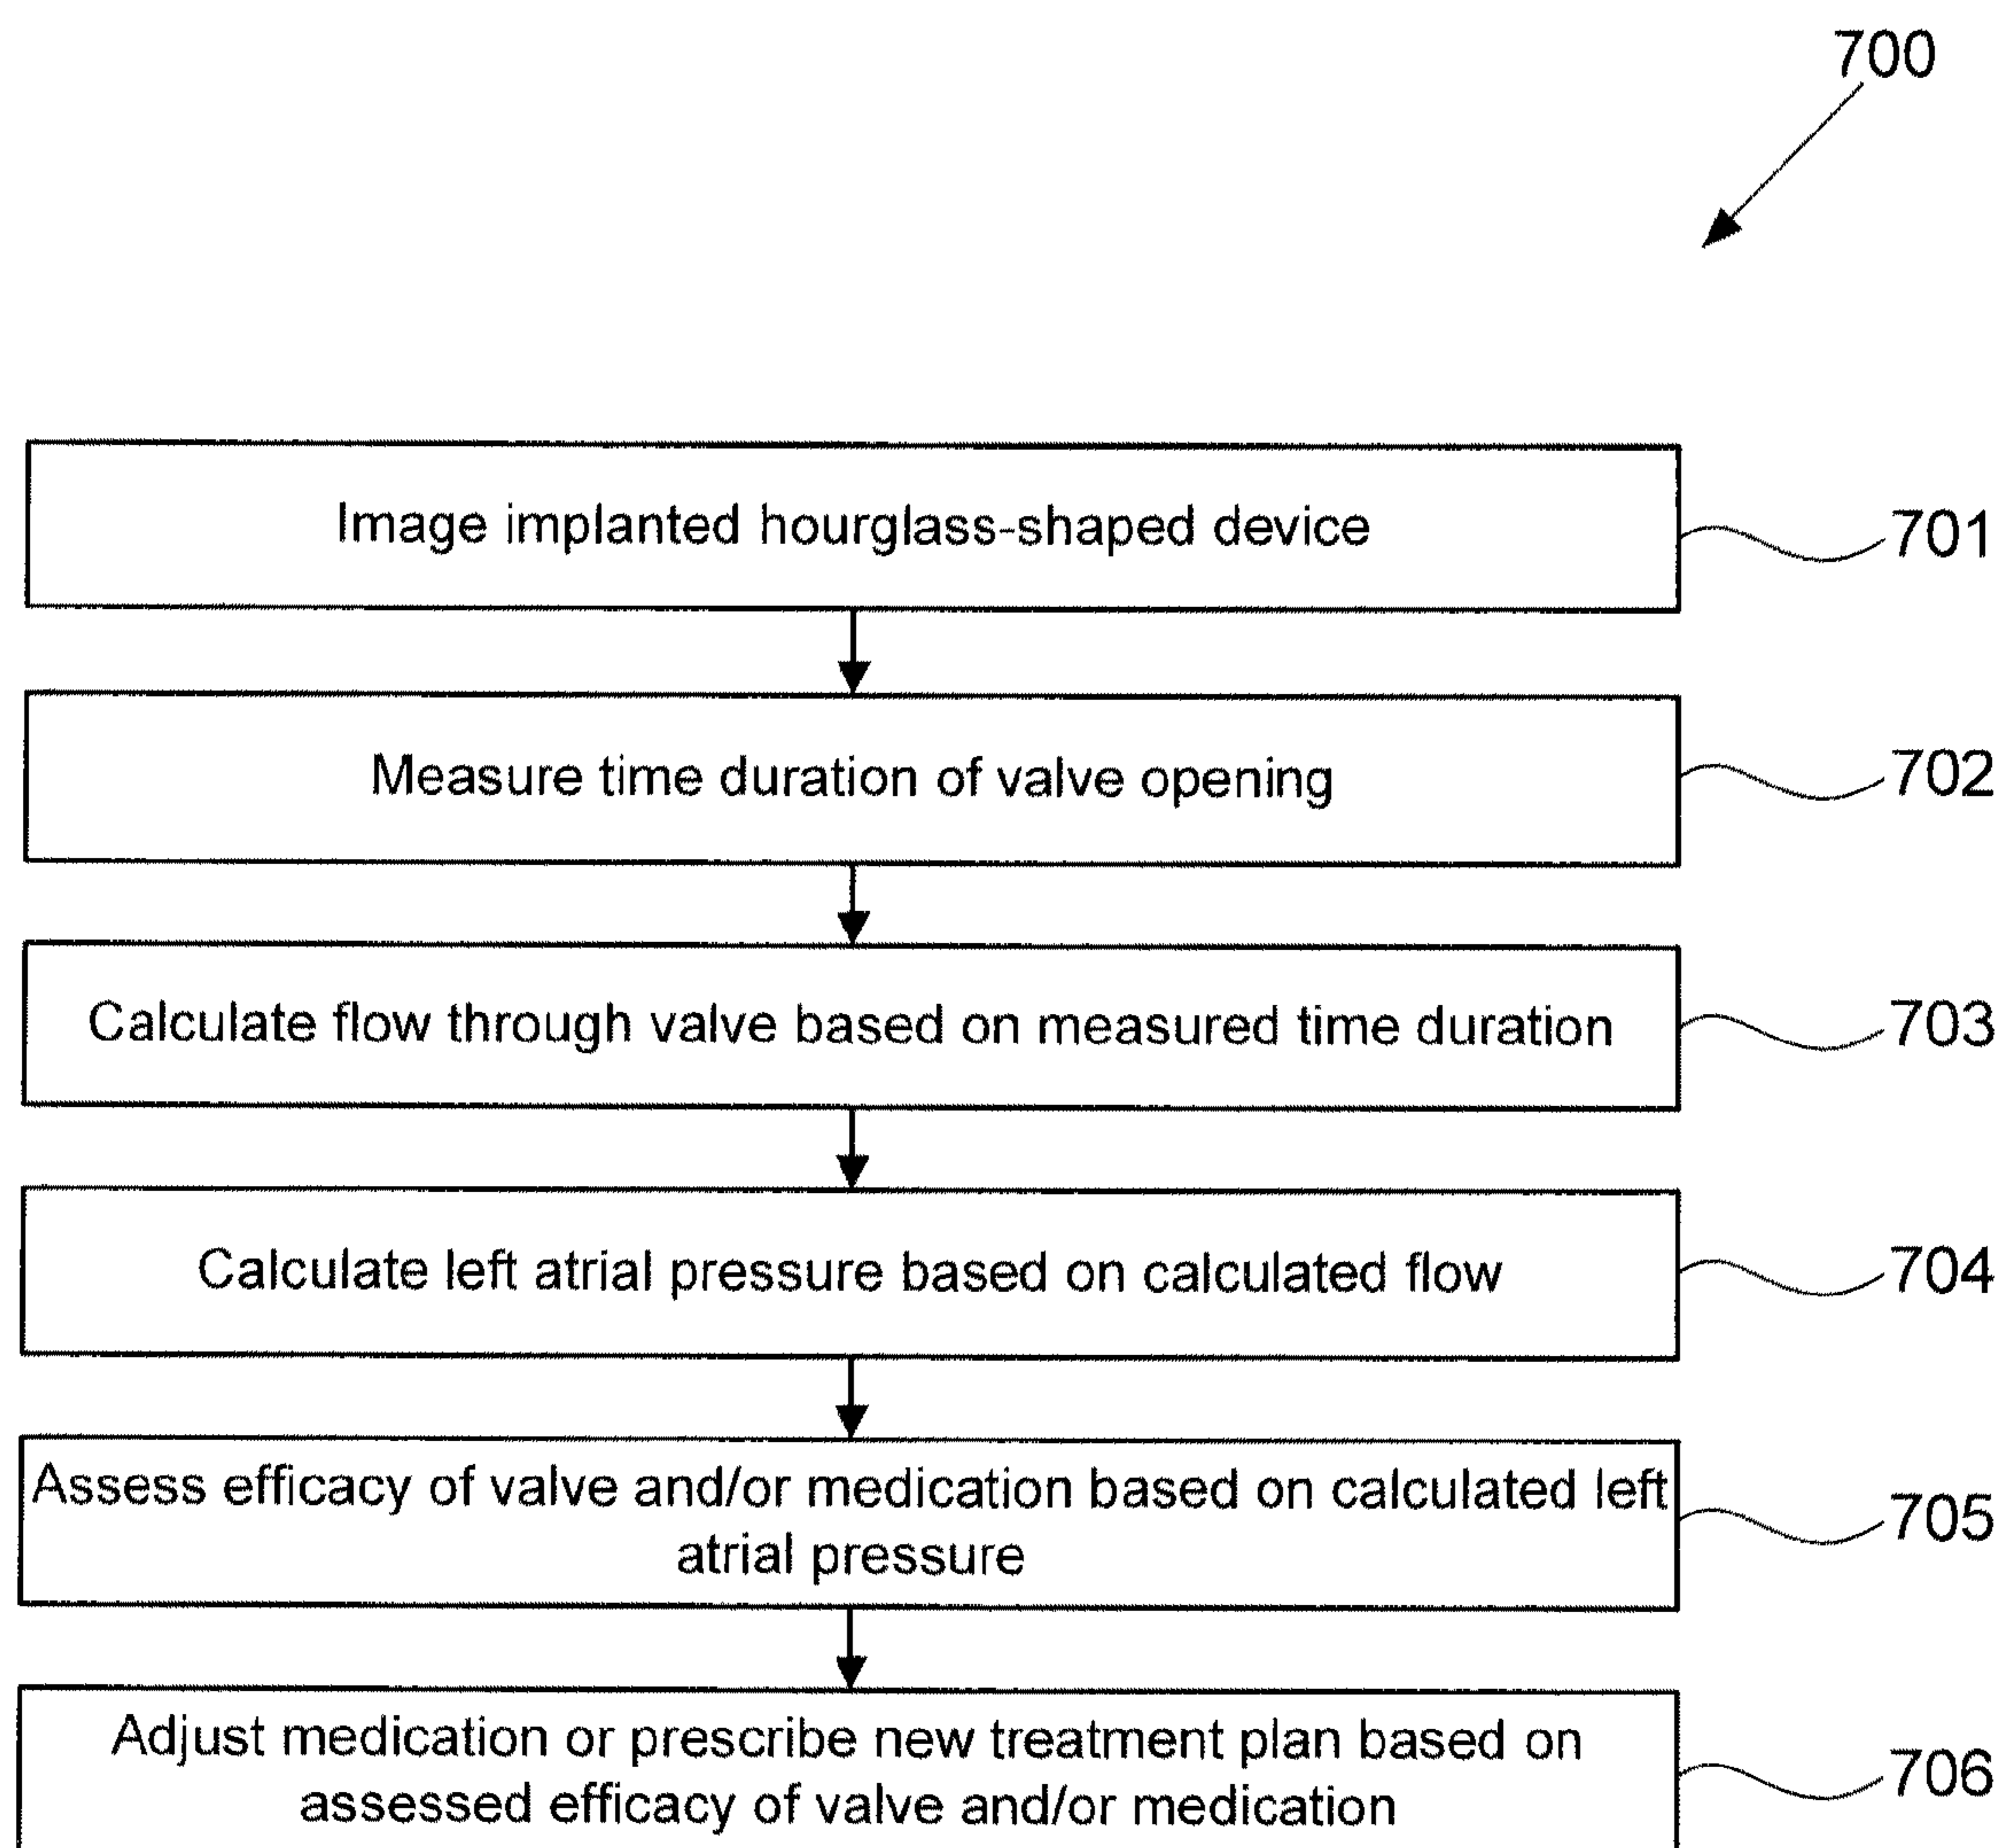 700
Image implanted hourglass-shaped device
701
Measure time duration of valve opening
702
Calculate flow through valve based on measured time duration
703
Calculate left atrial pressure based on calculated flow
704
Assess efficacy of valve and/or medication based on calculated left
atrial pressure
705
Adjust medication or prescribe new treatment plan based on
assessed efficacy of valve and/or medication
706